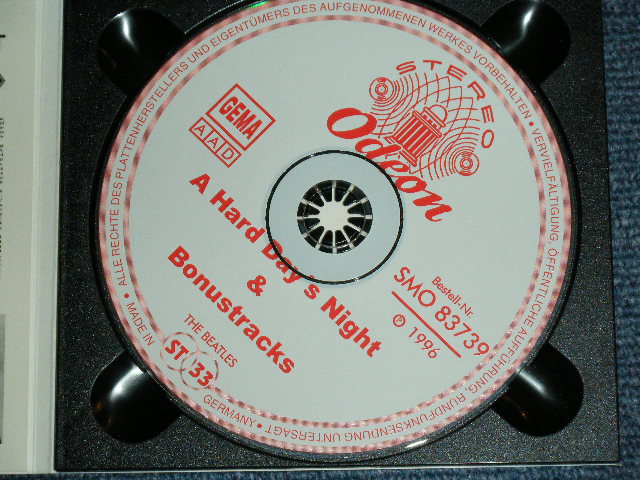 STEREO
Odeon
GEMA
AAD
A Hard Day's Night
&
Bonustracks
Bestell-Nr.
SMO 83739
℗ 1996
THE BEATLES
ST 33
ALLE RECHTE DES PLATTENHERSTELLERS UND EIGENTÜMERS DES AUFGENOMMENEN WERKES VORBEHALTEN • VERVIELFÄLTIGUNG, ÖFFENTLICHE AUFFÜHRUNG, RUNDFUNKSENDUNG UNTERSAGT •
MADE IN GERMANY •